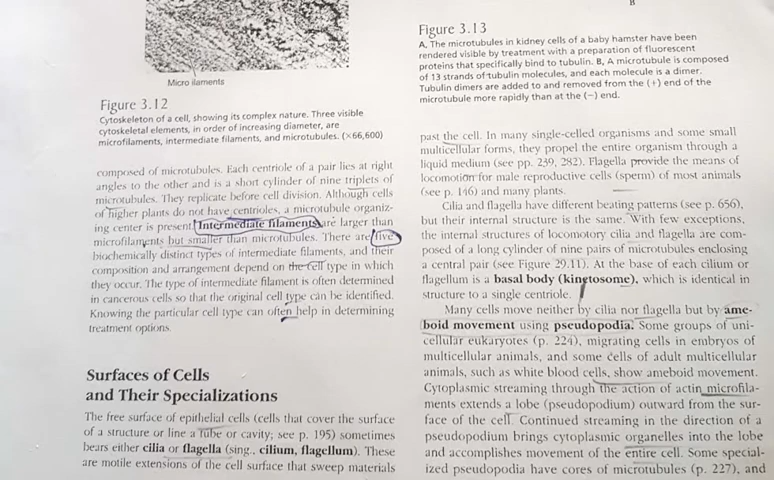 Micro ilaments
Figure 3.12
Cytoskeleton of a cell, showing its complex nature. Three visible
cytoskeletal elements, in order of increasing diameter, are
microfilaments, intermediate filaments, and microtubules. (×66,600)
composed of microtubules. Each centriole of a pair lies at right
angles to the other and is a short cylinder of nine triplets of
microtubules. They replicate before cell division. Although cells
of higher plants do not have centrioles, a microtubule organiz-
ing center is present. Intermediate filaments are larger than
microfilaments but smaller than microtubules. There are five
biochemically distinct types of intermediate filaments, and their
composition and arrangement depend on the cell type in which
they occur. The type of intermediate filament is often determined
in cancerous cells so that the original cell type can be identified.
Knowing the particular cell type can often help in determining
treatment options.
Surfaces of Cells
and Their Specializations
The free surface of epithelial cells (cells that cover the surface
of a structure or line a tube or cavity; see p. 195) sometimes
bears either cilia or flagella (sing., cilium, flagellum). These
are motile extensions of the cell surface that sweep materials
B
Figure 3.13
A, The microtubules in kidney cells of a baby hamster have been
rendered visible by treatment with a preparation of fluorescent
proteins that specifically bind to tubulin. B, A microtubule is composed
of 13 strands of tubulin molecules, and each molecule is a dimer.
Tubulin dimers are added to and removed from the (+) end of the
microtubule more rapidly than at the (−) end.
past the cell. In many single-celled organisms and some small
multicellular forms, they propel the entire organism through a
liquid medium (see pp. 239, 282). Flagella provide the means of
locomotion for male reproductive cells (sperm) of most animals
(see p. 146) and many plants.
Cilia and flagella have different beating patterns (see p. 656),
but their internal structure is the same. With few exceptions,
the internal structures of locomotory cilia and flagella are com-
posed of a long cylinder of nine pairs of microtubules enclosing
a central pair (see Figure 29.11). At the base of each cilium or
flagellum is a basal body (kinetosome), which is identical in
structure to a single centriole.
Many cells move neither by cilia nor flagella but by ame-
boid movement using pseudopodia. Some groups of uni-
cellular eukaryotes (p. 224), migrating cells in embryos of
multicellular animals, and some cells of adult multicellular
animals, such as white blood cells, show ameboid movement.
Cytoplasmic streaming through the action of actin microfila-
ments extends a lobe (pseudopodium) outward from the sur-
face of the cell. Continued streaming in the direction of a
pseudopodium brings cytoplasmic organelles into the lobe
and accomplishes movement of the entire cell. Some special-
ized pseudopodia have cores of microtubules (p. 227), and